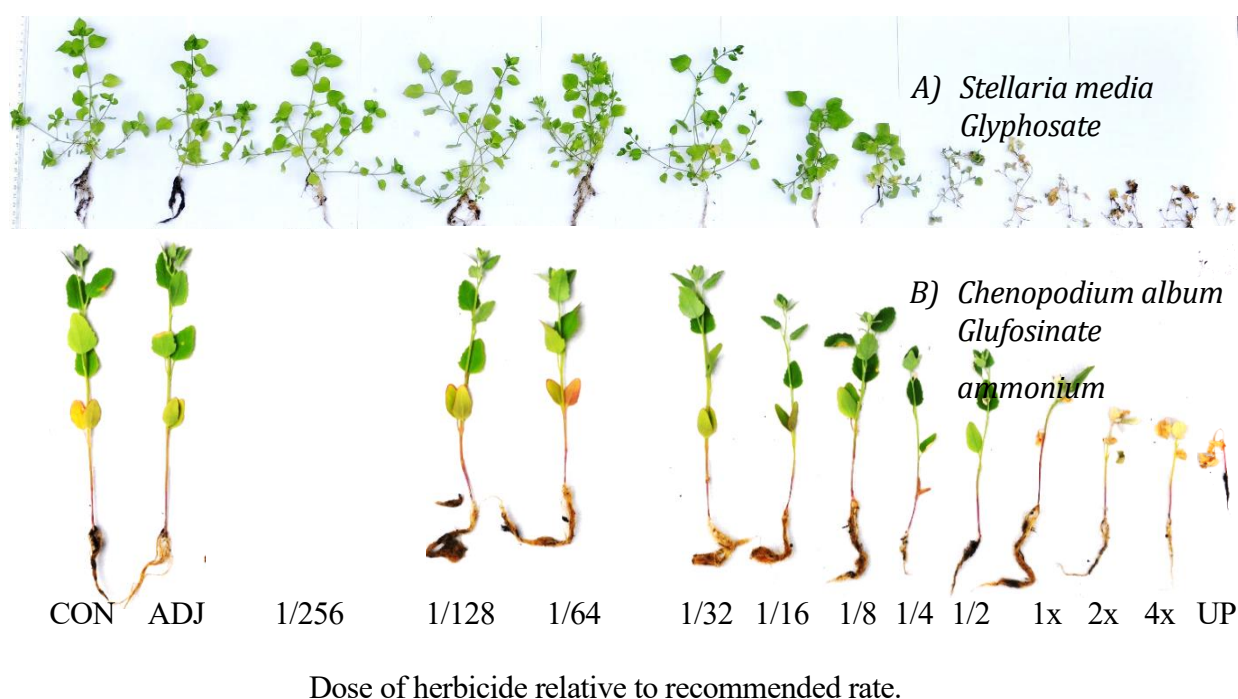 A) Stellaria media
Glyphosate
B) Chenopodium album
Glufosinate
ammonium
CON ADJ 1/256 1/128 1/64 1/32 1/16 1/8 1/4 1/2 1x 2x 4x UP
Dose of herbicide relative to recommended rate.